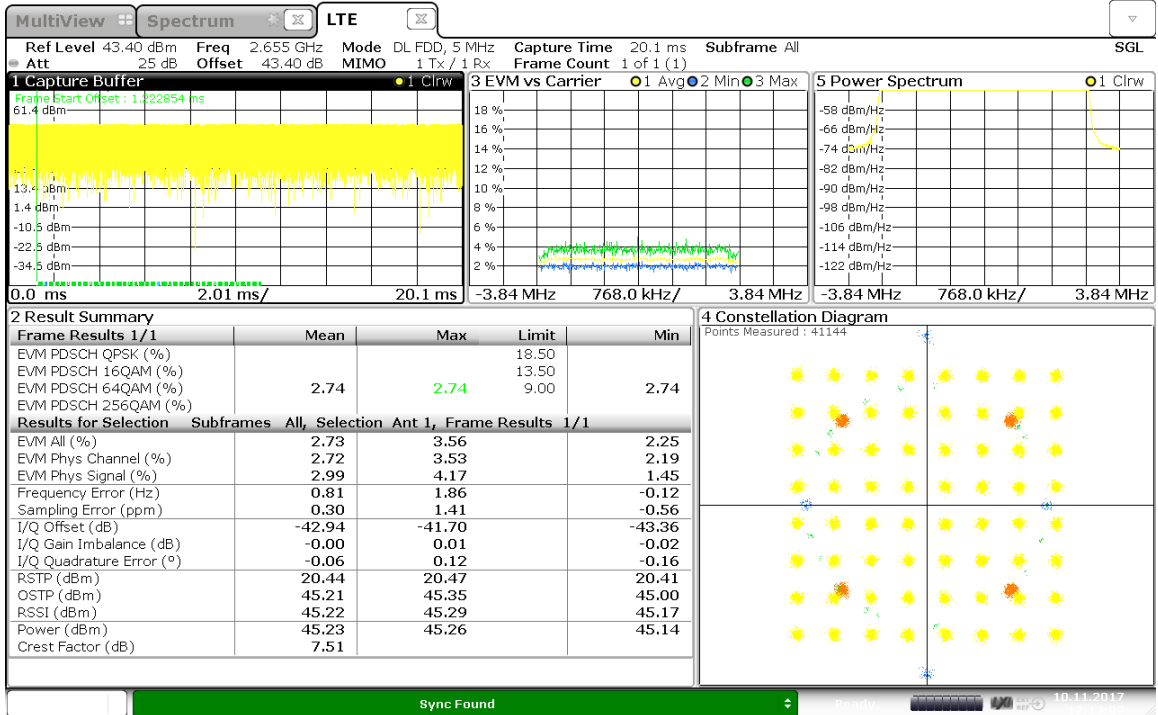 MultiView Spectrum LTE
Ref Level 43.40 dBm Freq 2.655 GHz Mode DL FDD, 5 MHz Capture Time 20.1 ms Subframe All SGL
Att 25 dB Offset 43.40 dB MIMO 1 Tx / 1 Rx Frame Count 1 of 1 (1)
1 Capture Buffer 1 Clrw
Frame Start Offset : 1.222854 ms
61.4 dBm
13.4 dBm
1.4 dBm
-10.6 dBm
-22.6 dBm
-34.6 dBm
0.0 ms 2.01 ms/ 20.1 ms
3 EVM vs Carrier 1 Avg 2 Min 3 Max
18 %
16 %
14 %
12 %
10 %
8 %
6 %
4 %
2 %
-3.84 MHz 768.0 kHz/ 3.84 MHz
5 Power Spectrum 1 Clrw
-58 dBm/Hz
-66 dBm/Hz
-74 dBm/Hz
-82 dBm/Hz
-90 dBm/Hz
-98 dBm/Hz
-106 dBm/Hz
-114 dBm/Hz
-122 dBm/Hz
-3.84 MHz 768.0 kHz/ 3.84 MHz
2 Result Summary
Frame Results 1/1 Mean Max Limit Min
EVM PDSCH QPSK (%) 18.50
EVM PDSCH 16QAM (%) 13.50
EVM PDSCH 64QAM (%) 2.74 2.74 9.00 2.74
EVM PDSCH 256QAM (%)
Results for Selection Subframes All, Selection Ant 1, Frame Results 1/1
EVM All (%) 2.73 3.56 2.25
EVM Phys Channel (%) 2.72 3.53 2.19
EVM Phys Signal (%) 2.99 4.17 1.45
Frequency Error (Hz) 0.81 1.86 -0.12
Sampling Error (ppm) 0.30 1.41 -0.56
I/Q Offset (dB) -42.94 -41.70 -43.36
I/Q Gain Imbalance (dB) -0.00 0.01 -0.02
I/Q Quadrature Error (°) -0.06 0.12 -0.16
RSTP (dBm) 20.44 20.47 20.41
OSTP (dBm) 45.21 45.35 45.00
RSSI (dBm) 45.22 45.29 45.17
Power (dBm) 45.23 45.26 45.14
Crest Factor (dB) 7.51
4 Constellation Diagram
Points Measured : 41144
Sync Found
Ready
LXI
EXT
REF
10.11.2017